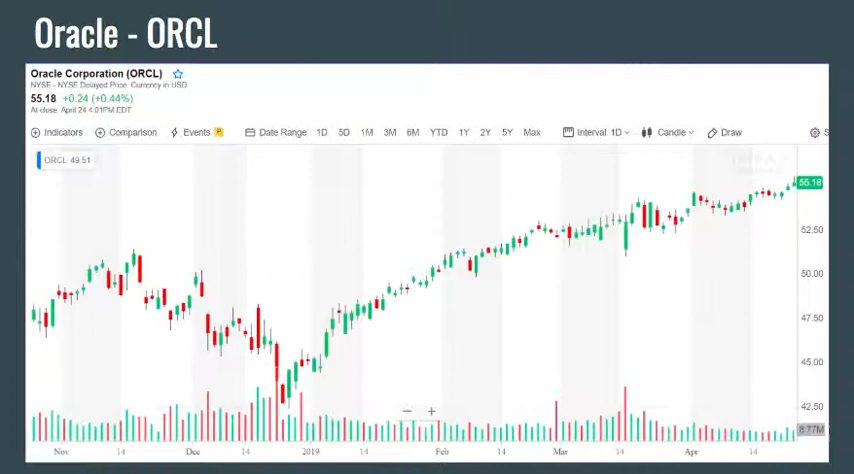 Oracle - ORCL
Oracle Corporation (ORCL)
NYSE - NYSE Delayed Price. Currency in USD
55.18 +0.24 (+0.44%)
At close: April 24 4:01PM EDT
Indicators Comparison Events P Date Range 1D 5D 1M 3M 6M YTD 1Y 2Y 5Y Max Interval 1D Candle Draw S
ORCL 49.51
55.18
52.50
50.00
47.50
45.00
42.50
8.77M
Nov 14 Dec 14 2019 14 Feb 14 Mar 14 Apr 14